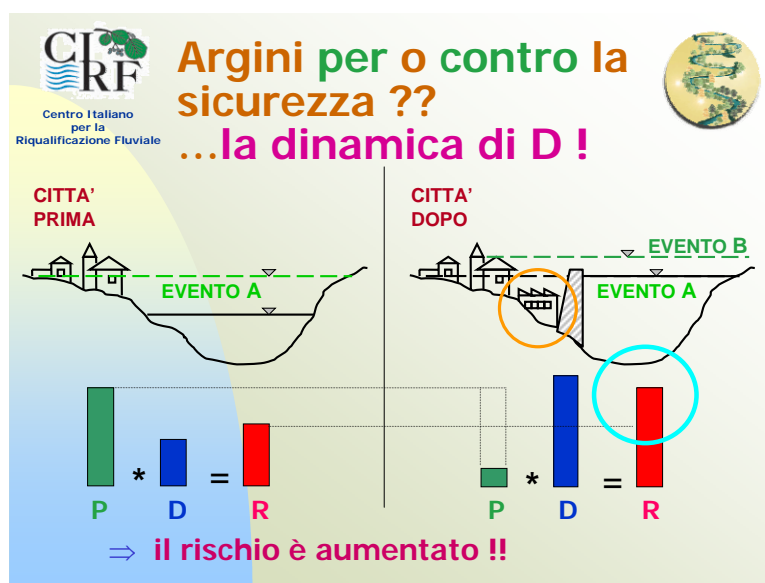 CIRF
Centro Italiano
per la
Riqualificazione Fluviale
Argini per o contro la
sicurezza ??
...la dinamica di D !
CITTA'
PRIMA
EVENTO A
CITTA'
DOPO
EVENTO B
EVENTO A
* =
P D R
* =
P D R
⇒ il rischio è aumentato !!